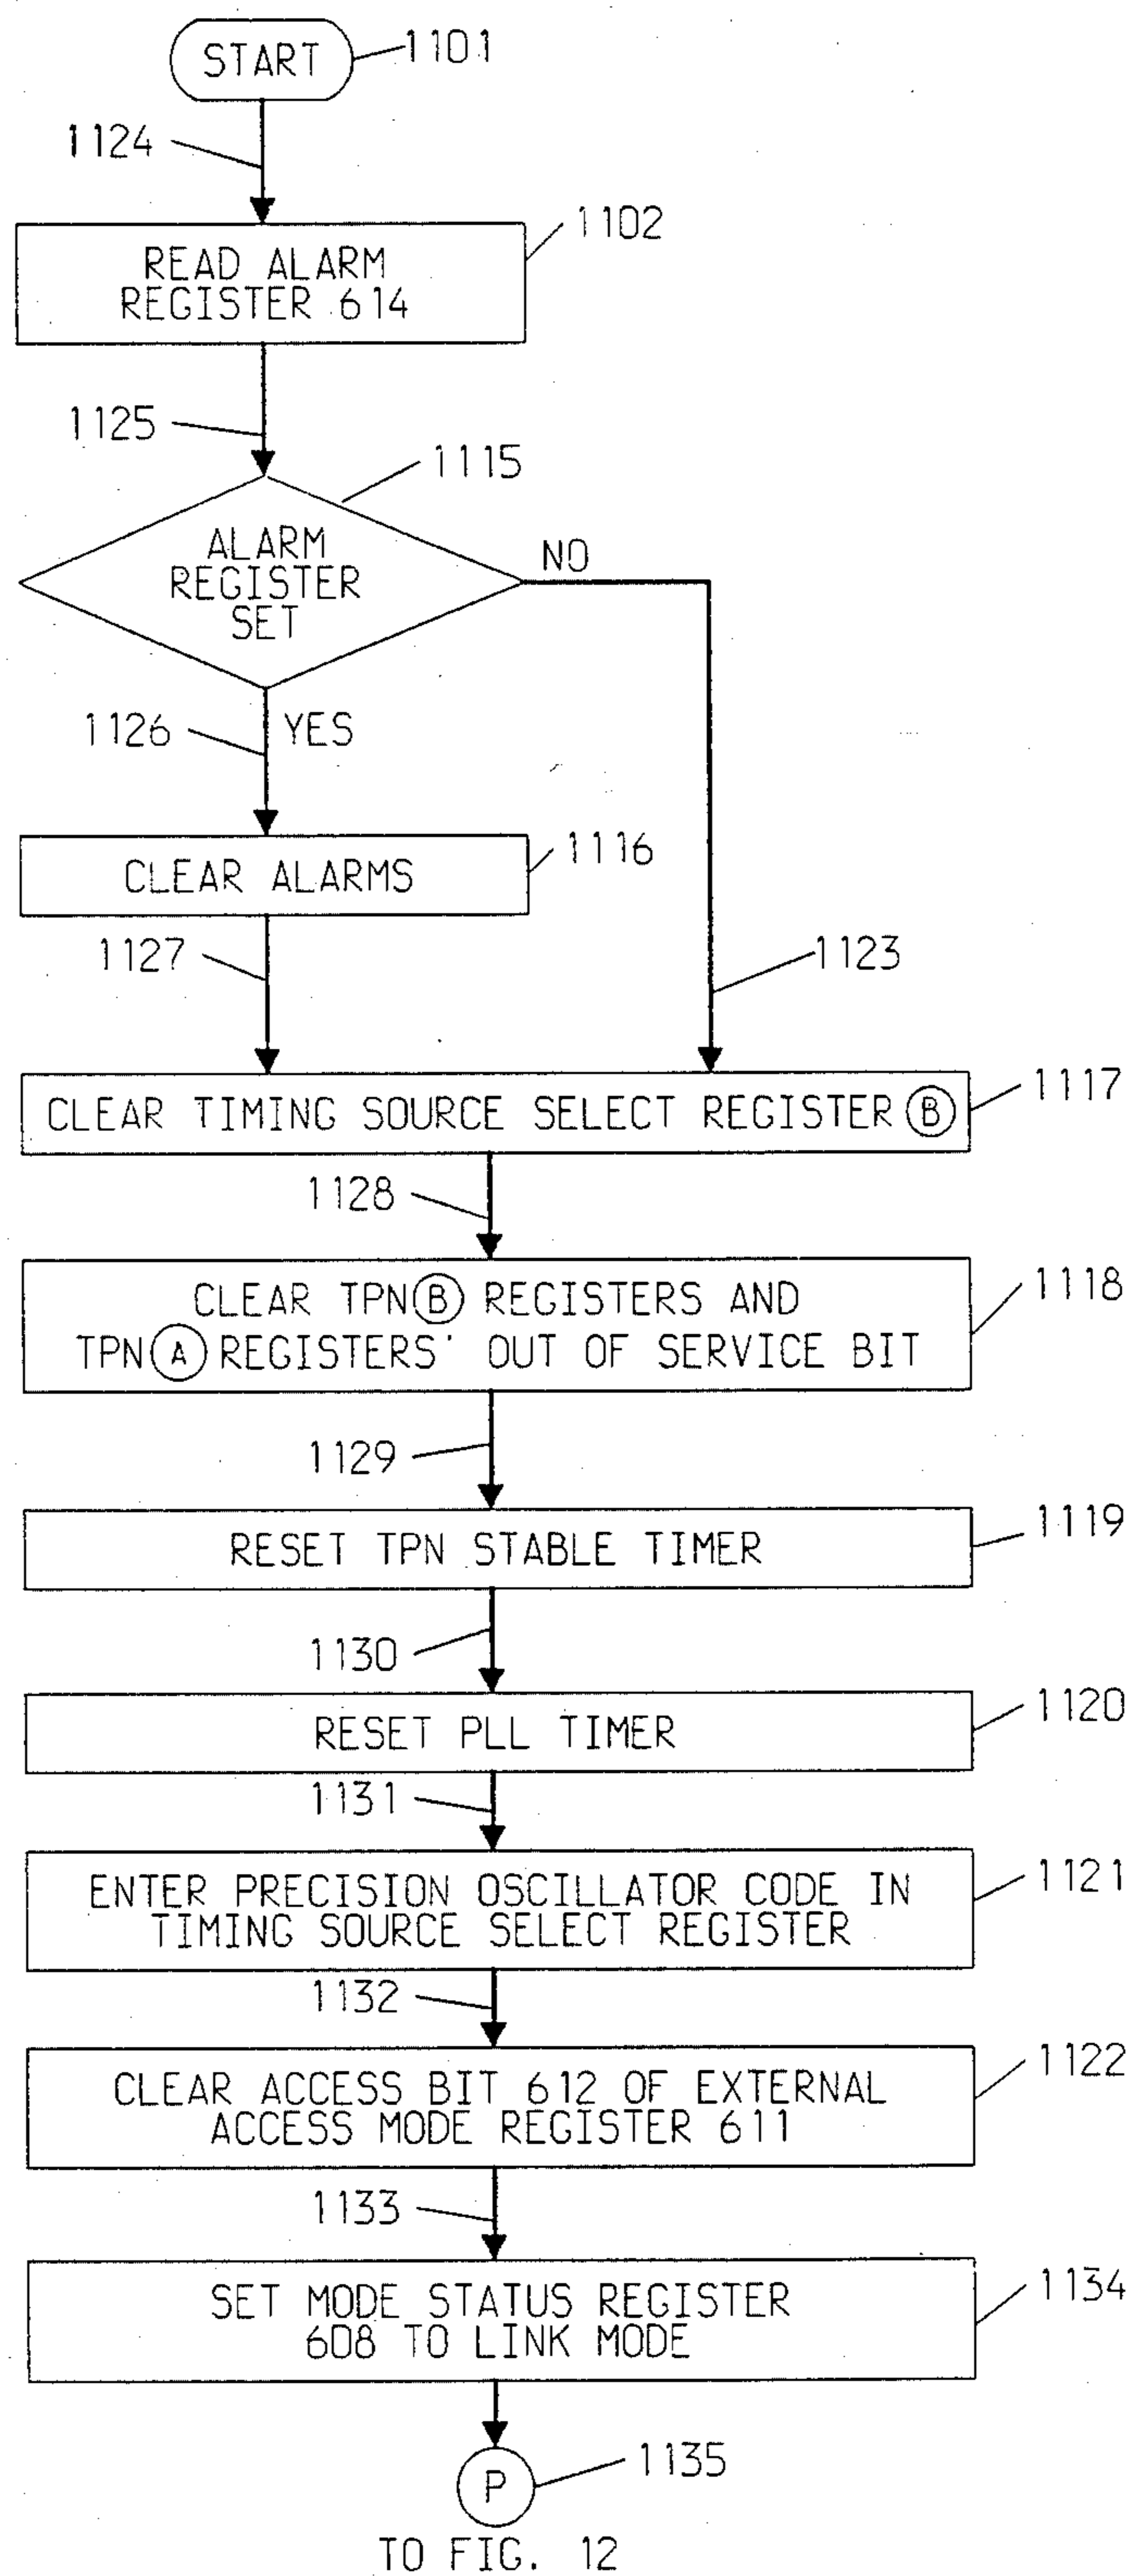 START
1101
1124
READ ALARM
REGISTER 614
1102
1125
1115
ALARM
REGISTER
SET
NO
1126
YES
CLEAR ALARMS
1116
1127
1123
CLEAR TIMING SOURCE SELECT REGISTER B
1117
1128
CLEAR TPN B REGISTERS AND
TPN A REGISTERS' OUT OF SERVICE BIT
1118
1129
RESET TPN STABLE TIMER
1119
1130
RESET PLL TIMER
1120
1131
ENTER PRECISION OSCILLATOR CODE IN
TIMING SOURCE SELECT REGISTER
1121
1132
CLEAR ACCESS BIT 612 OF EXTERNAL
ACCESS MODE REGISTER 611
1122
1133
SET MODE STATUS REGISTER
608 TO LINK MODE
1134
P
1135
TO FIG. 12